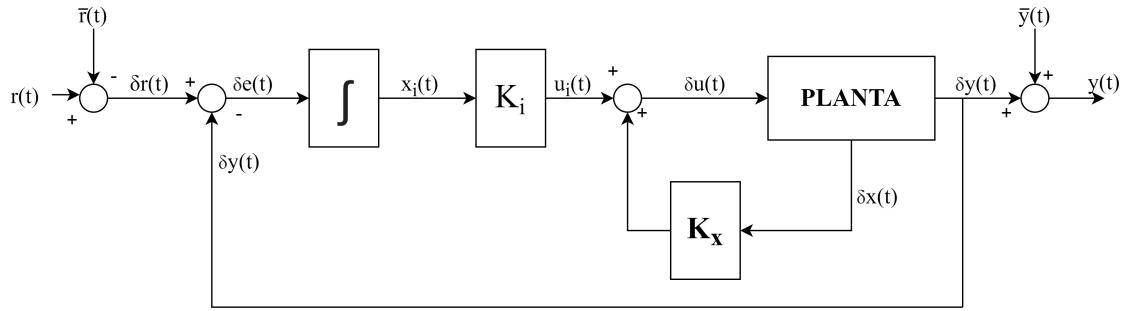 r̅(t)
y̅(t)
-
+
r(t)
+
δr(t)
+
-
δe(t)
∫
xᵢ(t)
Kᵢ
uᵢ(t)
+
+
δu(t)
PLANTA
δy(t)
+
y(t)
δy(t)
δx(t)
Kₓ